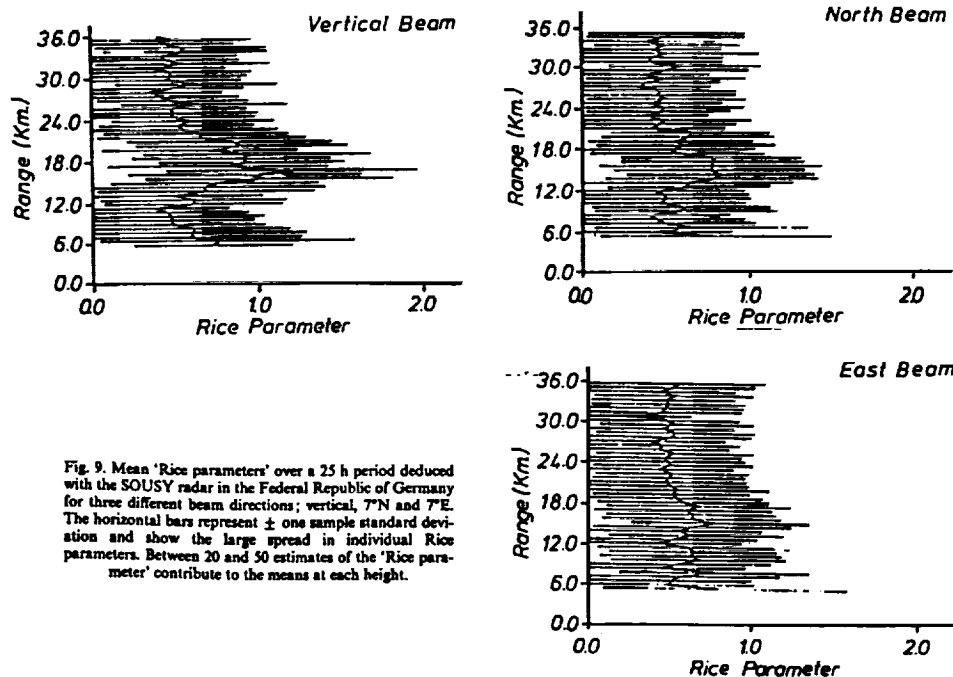 Vertical Beam
36.0
30.0
24.0
18.0
12.0
6.0
0.0
Range (Km.)
0.0
1.0
2.0
Rice Parameter
North Beam
36.0
30.0
24.0
18.0
12.0
6.0
0.0
Range (Km.)
0.0
1.0
2.0
Rice Parameter
East Beam
36.0
30.0
24.0
18.0
12.0
6.0
0.0
Range (Km.)
0.0
1.0
2.0
Rice Parameter
Fig. 9. Mean 'Rice parameters' over a 25 h period deduced
with the SOUSY radar in the Federal Republic of Germany
for three different beam directions; vertical, 7°N and 7°E.
The horizontal bars represent ± one sample standard devi-
ation and show the large spread in individual Rice
parameters. Between 20 and 50 estimates of the 'Rice para-
meter' contribute to the means at each height.